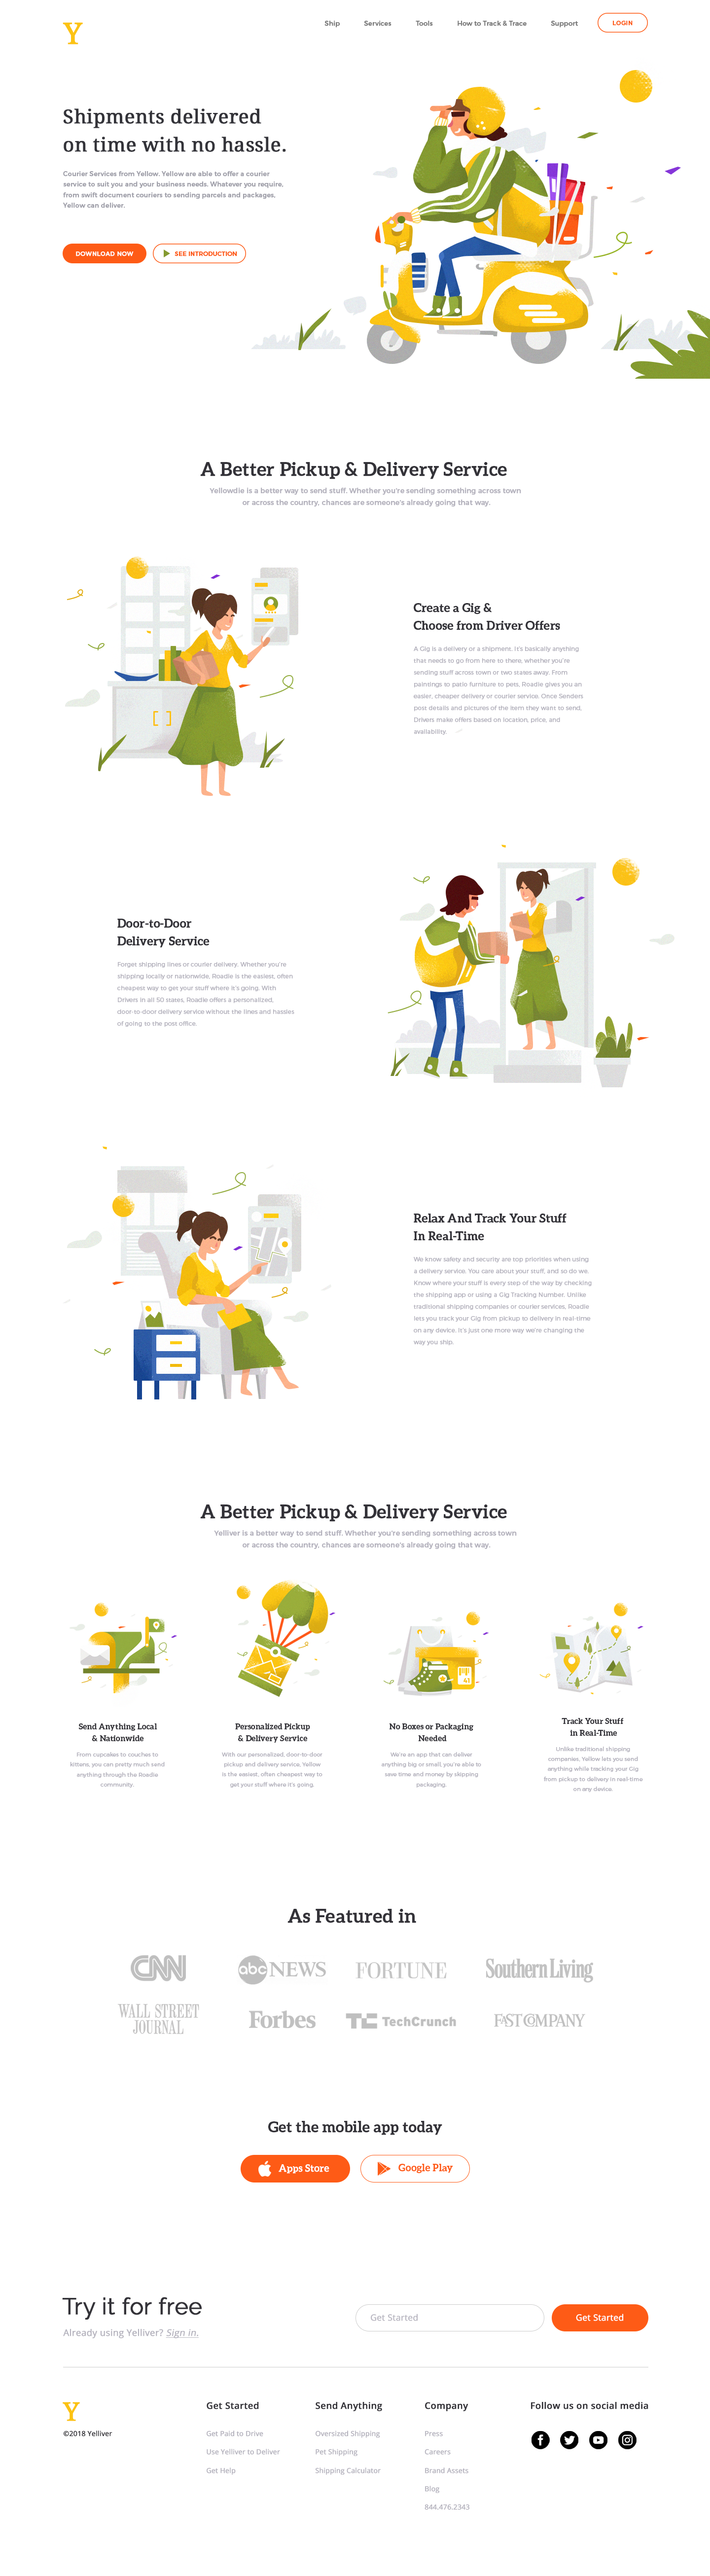 Y
Ship Services Tools How to Track & Trace Support LOGIN
Shipments delivered
on time with no hassle.
Courier Services from Yellow. Yellow are able to offer a courier
service to suit you and your business needs. Whatever you require,
from swift document couriers to sending parcels and packages,
Yellow can deliver.
DOWNLOAD NOW SEE INTRODUCTION
A Better Pickup & Delivery Service
Yellowdie is a better way to send stuff. Whether you're sending something across town
or across the country, chances are someone's already going that way.
Create a Gig &
Choose from Driver Offers
A Gig is a delivery or a shipment. It's basically anything
that needs to go from here to there, whether you're
sending stuff across town or two states away. From
paintings to patio furniture to pets, Roadie gives you an
easier, cheaper delivery or courier service. Once Senders
post details and pictures of the item they want to send,
Drivers make offers based on location, price, and
availability.
Door-to-Door
Delivery Service
Forget shipping lines or courier delivery. Whether you're
shipping locally or nationwide, Roadie is the easiest, often
cheapest way to get your stuff where it's going. With
Drivers in all 50 states, Roadie offers a personalized,
door-to-door delivery service without the lines and hassles
of going to the post office.
Relax And Track Your Stuff
In Real-Time
We know safety and security are top priorities when using
a delivery service. You care about your stuff, and so do we.
Know where your stuff is every step of the way by checking
the shipping app or using a Gig Tracking Number. Unlike
traditional shipping companies or courier services, Roadie
lets you track your Gig from pickup to delivery in real-time
on any device. It's just one more way we're changing the
way you ship.
A Better Pickup & Delivery Service
Yelliver is a better way to send stuff. Whether you're sending something across town
or across the country, chances are someone's already going that way.
Send Anything Local
& Nationwide
From cupcakes to couches to
kittens, you can pretty much send
anything through the Roadie
community.
Personalized Pickup
& Delivery Service
With our personalized, door-to-door
pickup and delivery service, Yellow
is the easiest, often cheapest way to
get your stuff where it's going.
No Boxes or Packaging
Needed
We're an app that can deliver
anything big or small, you're able to
save time and money by skipping
packaging.
Track Your Stuff
in Real-Time
Unlike traditional shipping
companies, Yellow lets you send
anything while tracking your Gig
from pickup to delivery in real-time
on any device.
As Featured in
CNN abc NEWS FORTUNE Southern Living
WALL STREET
JOURNAL
Forbes TC TechCrunch FAST COMPANY
Get the mobile app today
Apps Store Google Play
Try it for free
Already using Yelliver? Sign in.
Get Started Get Started
Y
©2018 Yelliver
Get Started
Get Paid to Drive
Use Yelliver to Deliver
Get Help
Send Anything
Oversized Shipping
Pet Shipping
Shipping Calculator
Company
Press
Careers
Brand Assets
Blog
844.476.2343
Follow us on social media